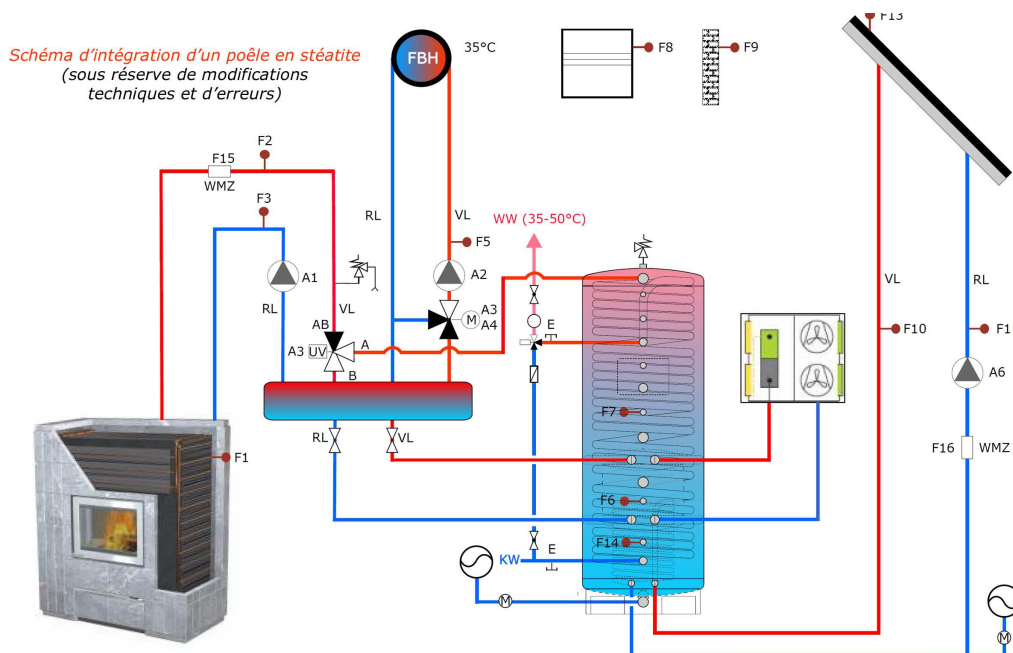 Schéma d'intégration d'un poêle en stéatite
(sous réserve de modifications
techniques et d'erreurs)
FBH
35°C
F8
F9
F13
F2
F15
WMZ
F3
RL
VL
F5
WW (35-50°C)
A1
A2
RL
VL
A3
A4
M
AB
A3
UV
A
B
E
VL
RL
F10
F1
A6
F7
RL
VL
F1
F16
WMZ
F6
F14
KW
E
M
M